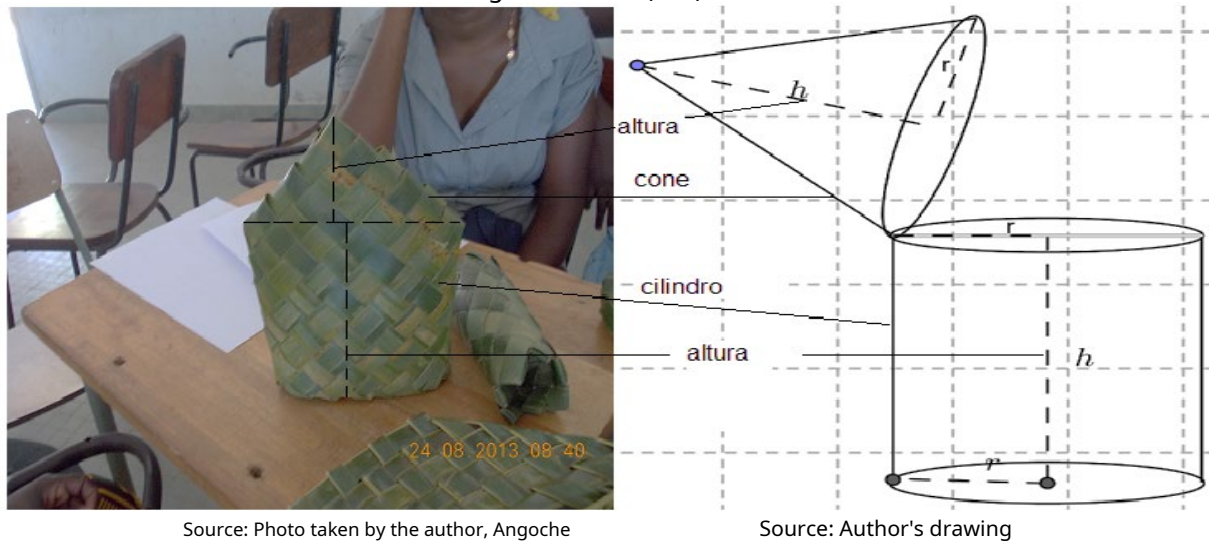 r
h
altura
cone
r
cilindro
altura
h
24 08 2013 08 40
r
Source: Photo taken by the author, Angoche
Source: Author's drawing